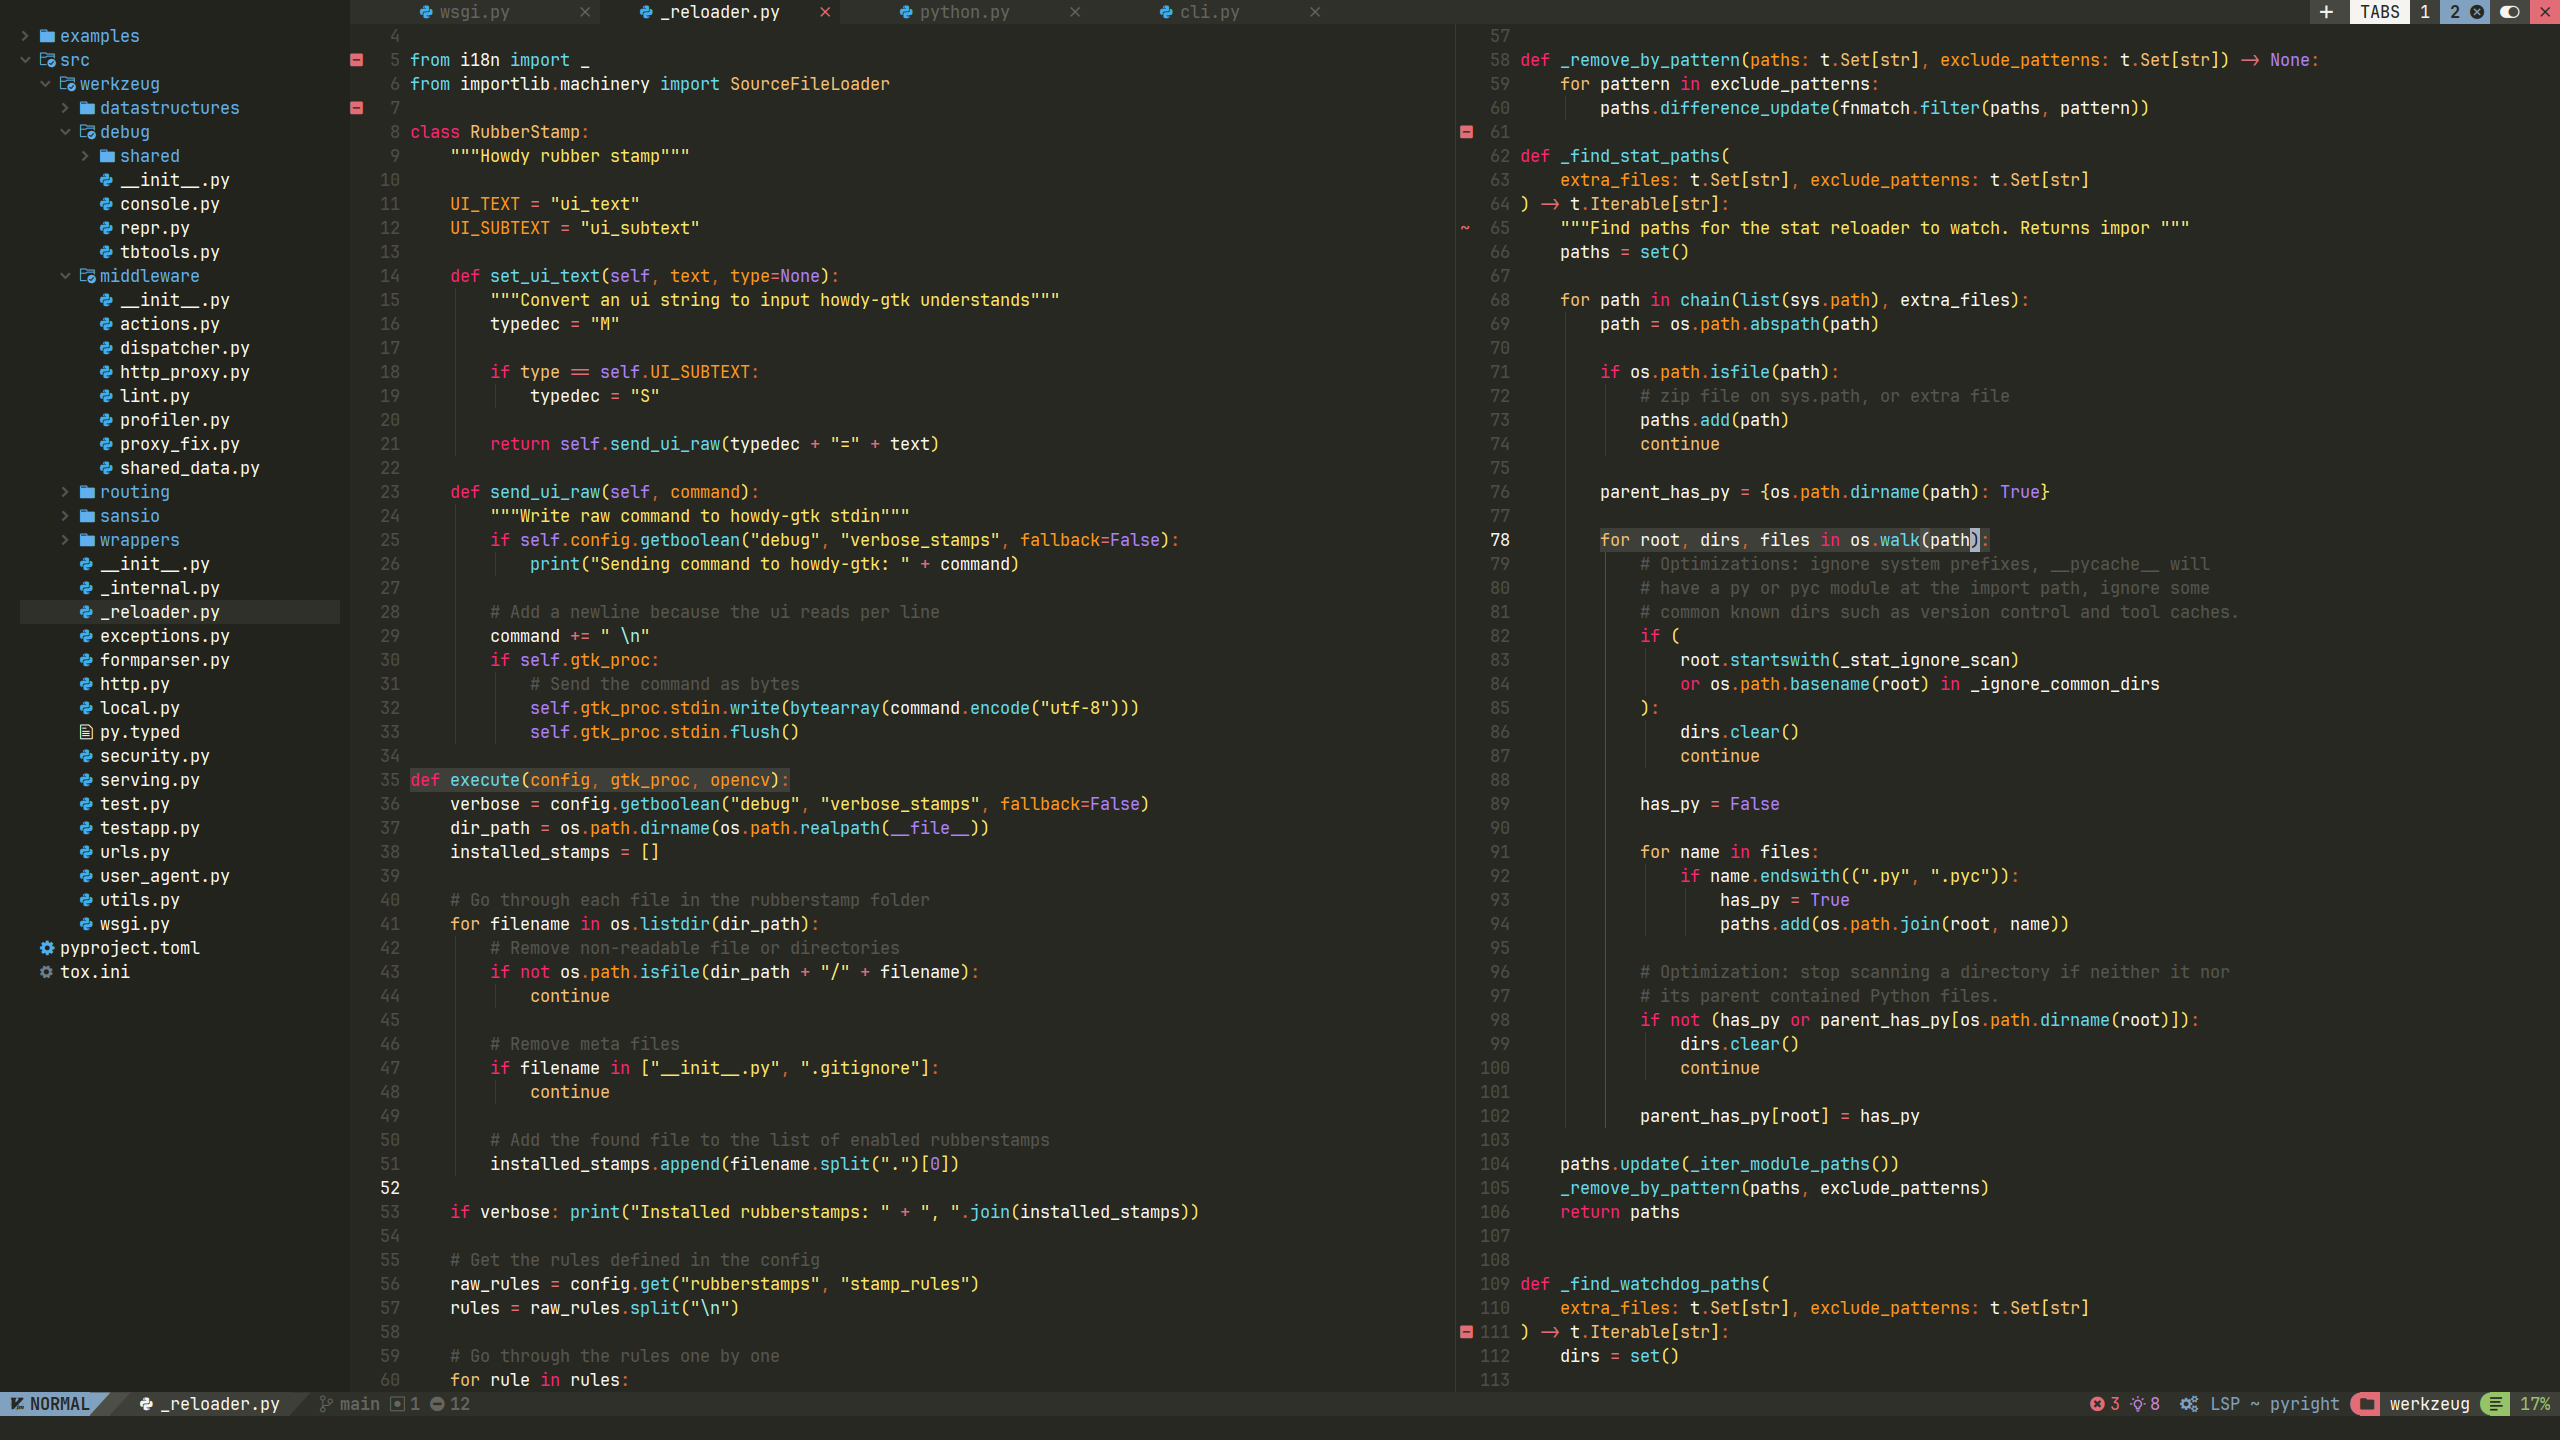 wsgi.py
_reloader.py
python.py
cli.py
+ TABS 1 2
examples
src
werkzeug
datastructures
debug
shared
__init__.py
console.py
repr.py
tbtools.py
middleware
__init__.py
actions.py
dispatcher.py
http_proxy.py
lint.py
profiler.py
proxy_fix.py
shared_data.py
routing
sansio
wrappers
__init__.py
_internal.py
_reloader.py
exceptions.py
formparser.py
http.py
local.py
py.typed
security.py
serving.py
test.py
testapp.py
urls.py
user_agent.py
utils.py
wsgi.py
pyproject.toml
tox.ini
4
5 from i18n import _
6 from importlib.machinery import SourceFileLoader
7
8 class RubberStamp:
9     """Howdy rubber stamp"""
10
11     UI_TEXT = "ui_text"
12     UI_SUBTEXT = "ui_subtext"
13
14     def set_ui_text(self, text, type=None):
15         """Convert an ui string to input howdy-gtk understands"""
16         typedec = "M"
17
18         if type == self.UI_SUBTEXT:
19             typedec = "S"
20
21         return self.send_ui_raw(typedec + "=" + text)
22
23     def send_ui_raw(self, command):
24         """Write raw command to howdy-gtk stdin"""
25         if self.config.getboolean("debug", "verbose_stamps", fallback=False):
26             print("Sending command to howdy-gtk: " + command)
27
28         # Add a newline because the ui reads per line
29         command += " \n"
30         if self.gtk_proc:
31             # Send the command as bytes
32             self.gtk_proc.stdin.write(bytearray(command.encode("utf-8")))
33             self.gtk_proc.stdin.flush()
34
35 def execute(config, gtk_proc, opencv):
36     verbose = config.getboolean("debug", "verbose_stamps", fallback=False)
37     dir_path = os.path.dirname(os.path.realpath(__file__))
38     installed_stamps = []
39
40     # Go through each file in the rubberstamp folder
41     for filename in os.listdir(dir_path):
42         # Remove non-readable file or directories
43         if not os.path.isfile(dir_path + "/" + filename):
44             continue
45
46         # Remove meta files
47         if filename in ["__init__.py", ".gitignore"]:
48             continue
49
50         # Add the found file to the list of enabled rubberstamps
51         installed_stamps.append(filename.split(".")[0])
52
53     if verbose: print("Installed rubberstamps: " + ", ".join(installed_stamps))
54
55     # Get the rules defined in the config
56     raw_rules = config.get("rubberstamps", "stamp_rules")
57     rules = raw_rules.split("\n")
58
59     # Go through the rules one by one
60     for rule in rules:
57
58 def _remove_by_pattern(paths: t.Set[str], exclude_patterns: t.Set[str]) -> None:
59     for pattern in exclude_patterns:
60         paths.difference_update(fnmatch.filter(paths, pattern))
61
62 def _find_stat_paths(
63     extra_files: t.Set[str], exclude_patterns: t.Set[str]
64 ) -> t.Iterable[str]:
~ 65     """Find paths for the stat reloader to watch. Returns impor """
66     paths = set()
67
68     for path in chain(list(sys.path), extra_files):
69         path = os.path.abspath(path)
70
71         if os.path.isfile(path):
72             # zip file on sys.path, or extra file
73             paths.add(path)
74             continue
75
76         parent_has_py = {os.path.dirname(path): True}
77
78         for root, dirs, files in os.walk(path):
79             # Optimizations: ignore system prefixes, __pycache__ will
80             # have a py or pyc module at the import path, ignore some
81             # common known dirs such as version control and tool caches.
82             if (
83                 root.startswith(_stat_ignore_scan)
84                 or os.path.basename(root) in _ignore_common_dirs
85             ):
86                 dirs.clear()
87                 continue
88
89             has_py = False
90
91             for name in files:
92                 if name.endswith((".py", ".pyc")):
93                     has_py = True
94                     paths.add(os.path.join(root, name))
95
96             # Optimization: stop scanning a directory if neither it nor
97             # its parent contained Python files.
98             if not (has_py or parent_has_py[os.path.dirname(root)]):
99                 dirs.clear()
100                 continue
101
102             parent_has_py[root] = has_py
103
104     paths.update(_iter_module_paths())
105     _remove_by_pattern(paths, exclude_patterns)
106     return paths
107
108
109 def _find_watchdog_paths(
110     extra_files: t.Set[str], exclude_patterns: t.Set[str]
111 ) -> t.Iterable[str]:
112     dirs = set()
113
NORMAL _reloader.py main 1 12 3 8 LSP ~ pyright werkzeug 17%